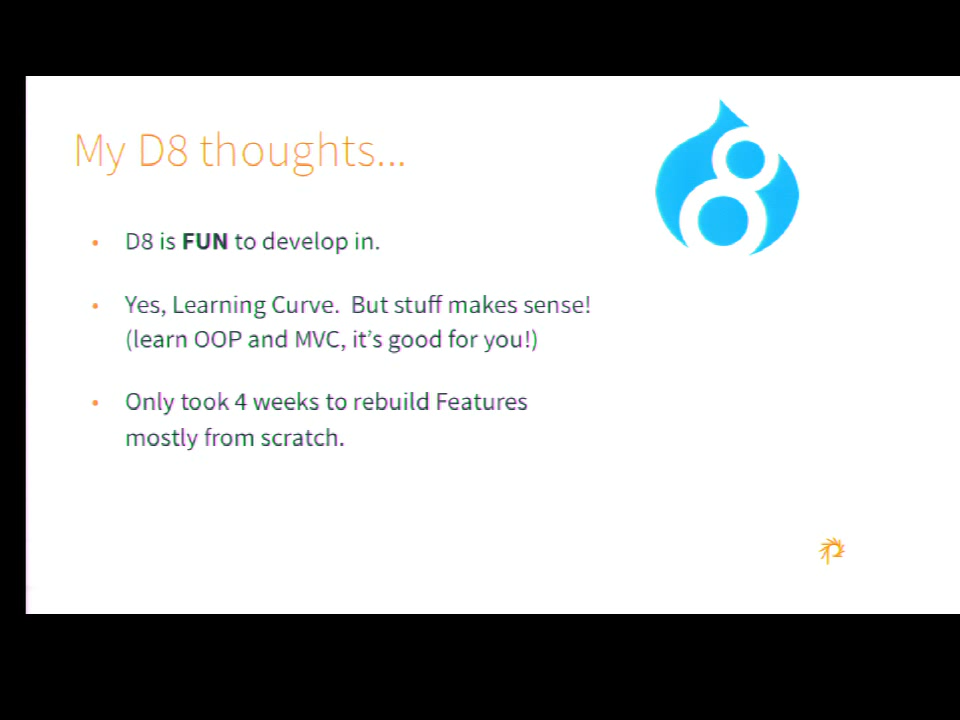 My D8 thoughts...
• D8 is FUN to develop in.
• Yes, Learning Curve.  But stuff makes sense!
(learn OOP and MVC, it's good for you!)
• Only took 4 weeks to rebuild Features
mostly from scratch.